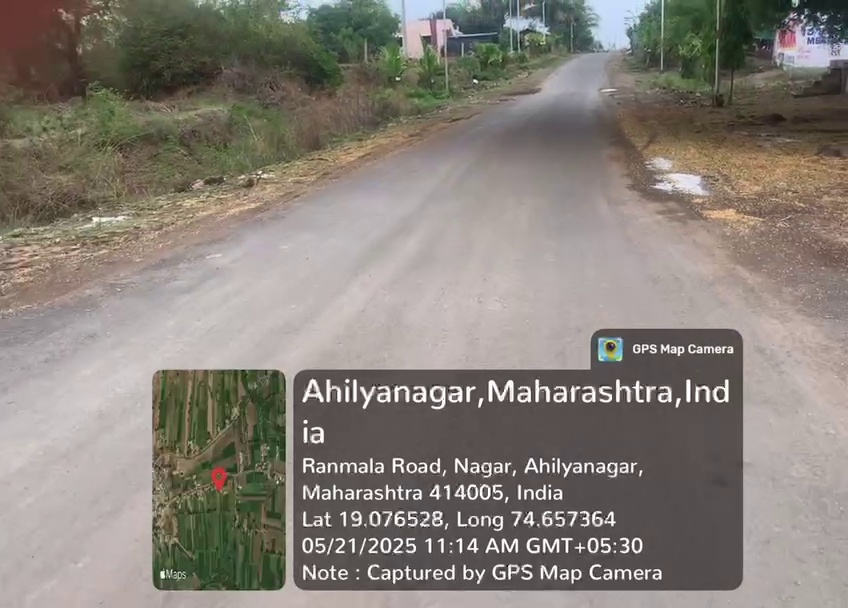 GPS Map Camera
Ahilyanagar,Maharashtra,Ind
ia
Ranmala Road, Nagar, Ahilyanagar,
Maharashtra 414005, India
Lat 19.076528, Long 74.657364
05/21/2025 11:14 AM GMT+05:30
Note : Captured by GPS Map Camera
Maps